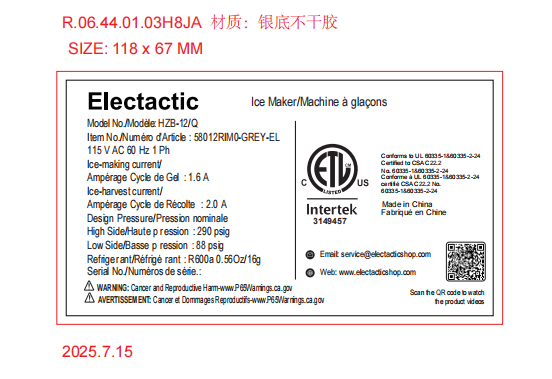 R.06.44.01.03H8JA 材质：银底不干胶
SIZE: 118 x 67 MM
Electactic
Ice Maker/Machine à glaçons
Model No./Modèle: HZB-12/Q
Item No./Numéro d'Article : 58012RIM0-GREY-EL
115 V AC 60 Hz 1 Ph
Ice-making current/
Ampérage Cycle de Gel : 1.6 A
Ice-harvest current/
Ampérage Cycle de Récolte : 2.0 A
Design Pressure/Pression nominale
High Side/Haute p ression : 290 psig
Low Side/Basse p ression : 88 psig
Refrigerant/Réfrigé rant : R600a 0.56Oz/16g
Serial No./Numéros de série.:
WARNING: Cancer and Reproductive Harm-www.P65Warnings.ca.gov
AVERTISSEMENT: Cancer et Dommages Reproductifs-www.P65Warnings.ca.gov
ETL
CM
LISTED
C US
Intertek
3149457
Conforms to UL 60335-1&60335-2-24
Certified to CSA C22.2
No. 60335-1&60335-2-24
Conforme à UL 60335-1&60335-2-24
certifié CSA C22.2 No.
60335-1&60335-2-24
Made in China
Fabriqué en Chine
Email: service@electacticshop.com
Web: www.electacticshop.com
Scan the QR code to watch
the product videos
2025.7.15